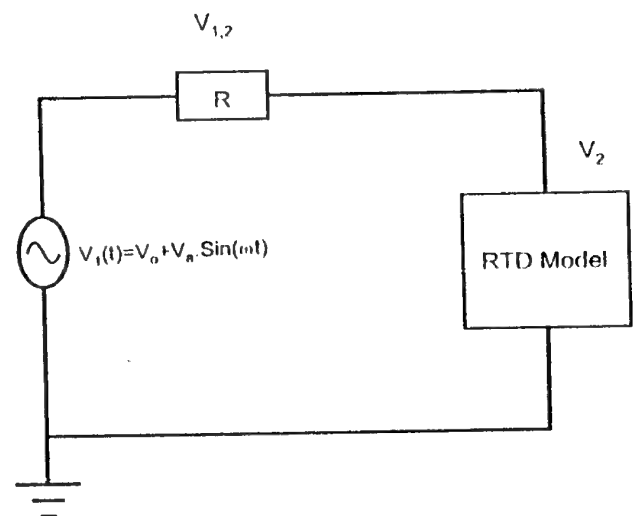 V₁,₂
R
V₂
V₁(t)=V₀+Vₐ.Sin(ωt)
RTD Model